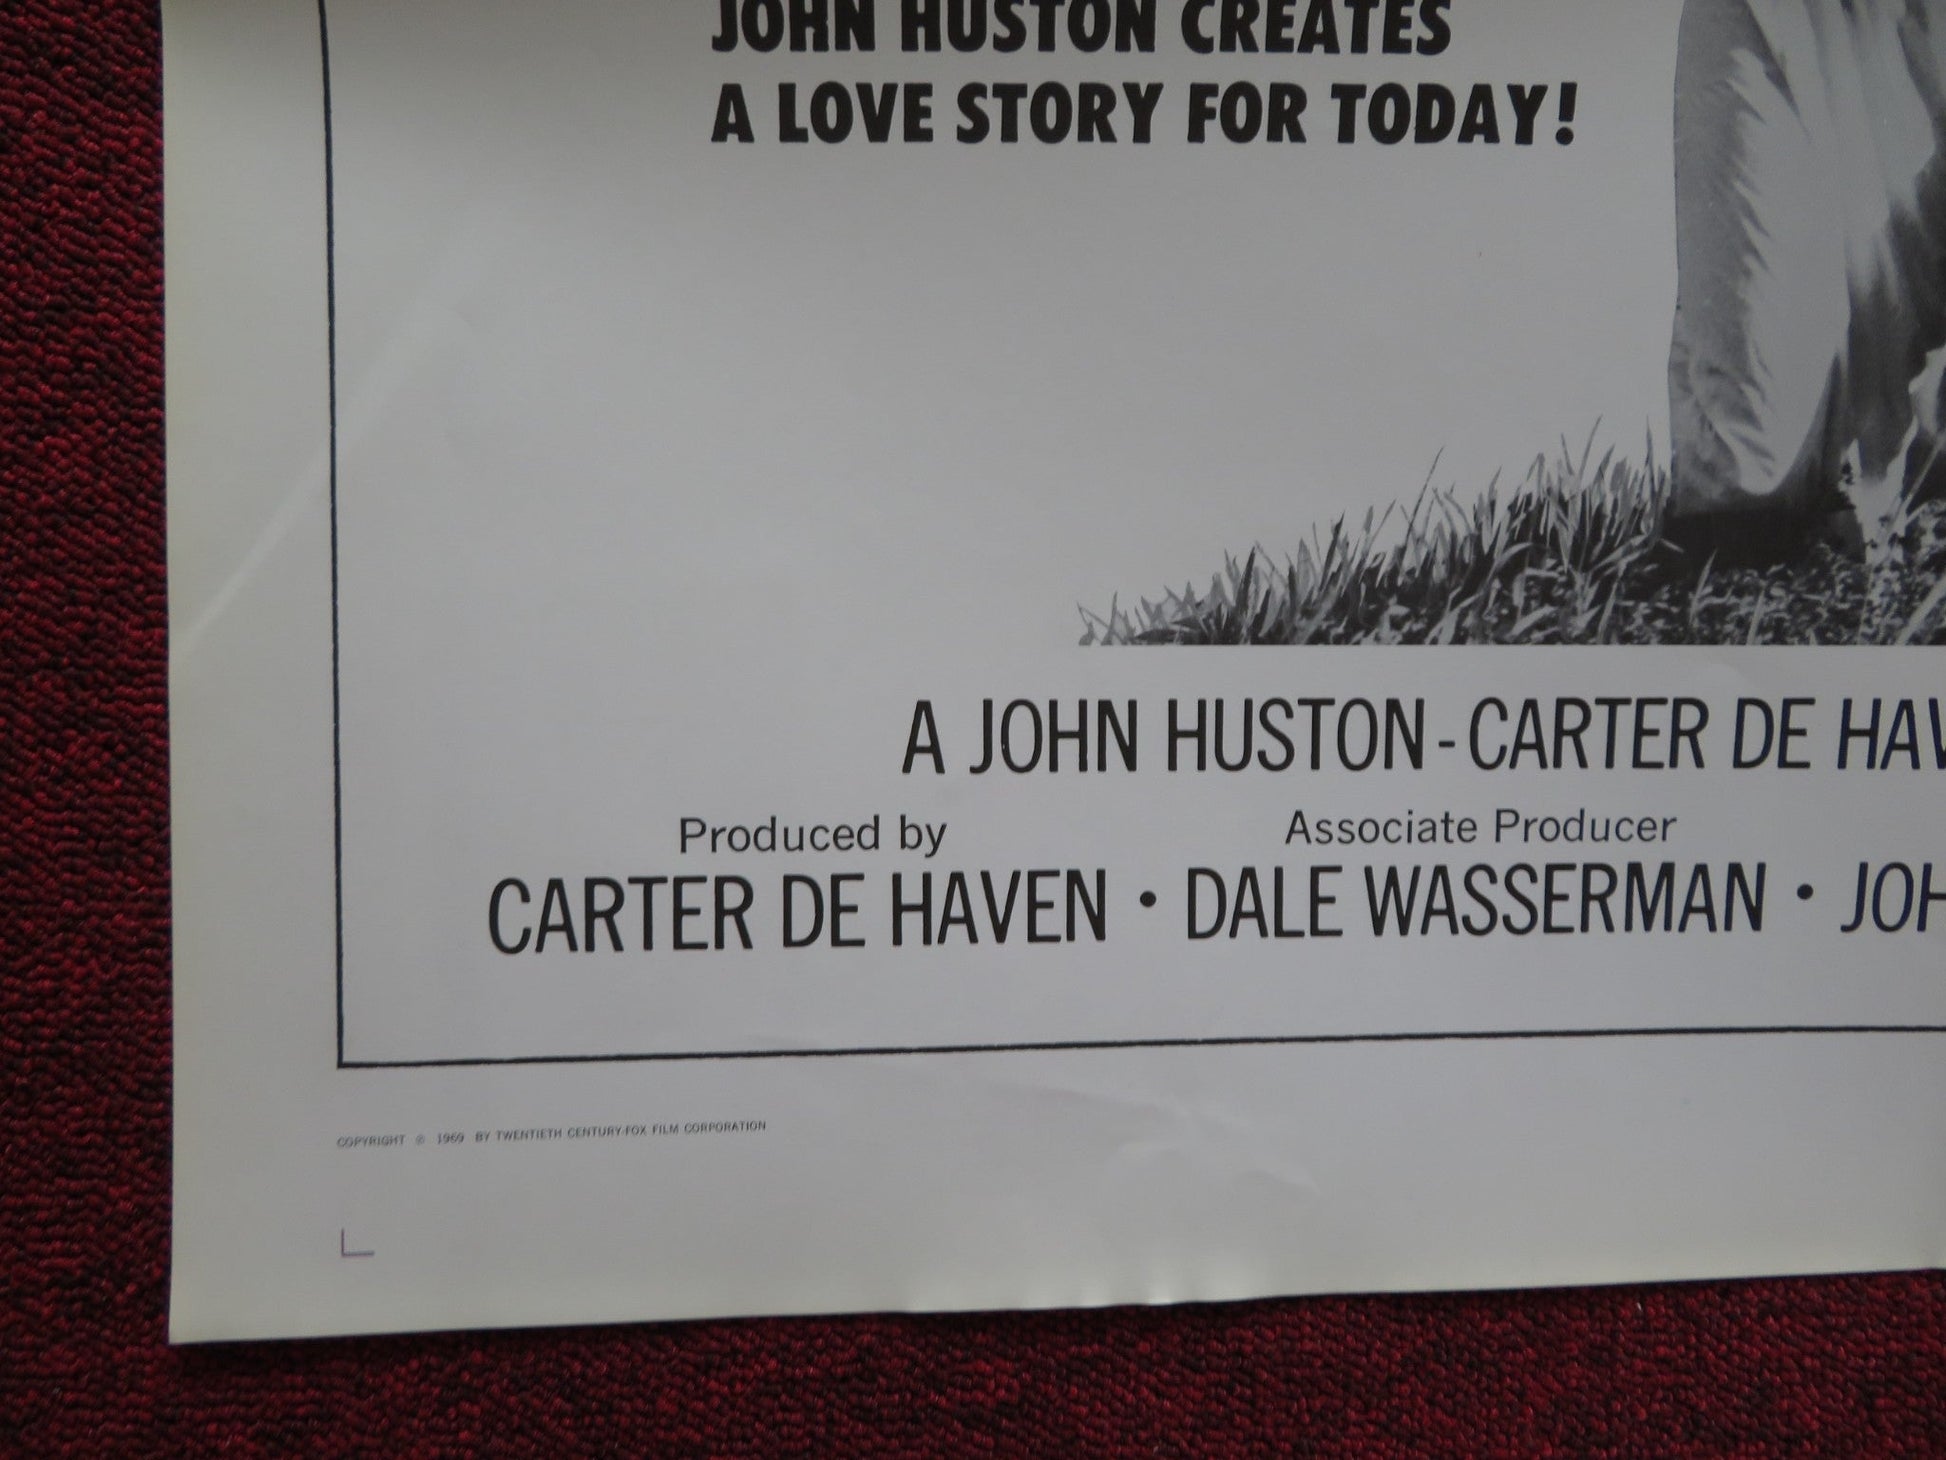 JOHN HUSTON CREATES
A LOVE STORY FOR TODAY!
A JOHN HUSTON-CARTER DE HAV
Produced by Associate Producer
CARTER DE HAVEN • DALE WASSERMAN • JOH
COPYRIGHT © 1969 BY TWENTIETH CENTURY-FOX FILM CORPORATION